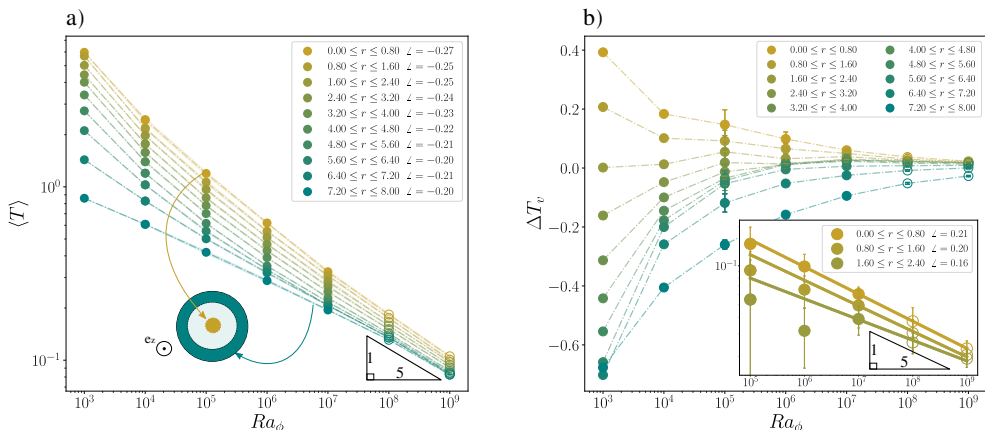 a)
⟨T⟩
10^0
10^-1
0.00 ≤ r ≤ 0.80 ∠ = −0.27
0.80 ≤ r ≤ 1.60 ∠ = −0.25
1.60 ≤ r ≤ 2.40 ∠ = −0.25
2.40 ≤ r ≤ 3.20 ∠ = −0.24
3.20 ≤ r ≤ 4.00 ∠ = −0.23
4.00 ≤ r ≤ 4.80 ∠ = −0.22
4.80 ≤ r ≤ 5.60 ∠ = −0.21
5.60 ≤ r ≤ 6.40 ∠ = −0.20
6.40 ≤ r ≤ 7.20 ∠ = −0.21
7.20 ≤ r ≤ 8.00 ∠ = −0.20
e_z
1
5
10^3 10^4 10^5 10^6 10^7 10^8 10^9
Ra_ϕ
b)
ΔT_v
0.4
0.2
0.0
−0.2
−0.4
−0.6
0.00 ≤ r ≤ 0.80 4.00 ≤ r ≤ 4.80
0.80 ≤ r ≤ 1.60 4.80 ≤ r ≤ 5.60
1.60 ≤ r ≤ 2.40 5.60 ≤ r ≤ 6.40
2.40 ≤ r ≤ 3.20 6.40 ≤ r ≤ 7.20
3.20 ≤ r ≤ 4.00 7.20 ≤ r ≤ 8.00
0.00 ≤ r ≤ 0.80 ∠ = 0.21
0.80 ≤ r ≤ 1.60 ∠ = 0.20
1.60 ≤ r ≤ 2.40 ∠ = 0.16
10^-1
1
5
10^5 10^6 10^7 10^8 10^9
10^3 10^4 10^5 10^6 10^7 10^8 10^9
Ra_ϕ